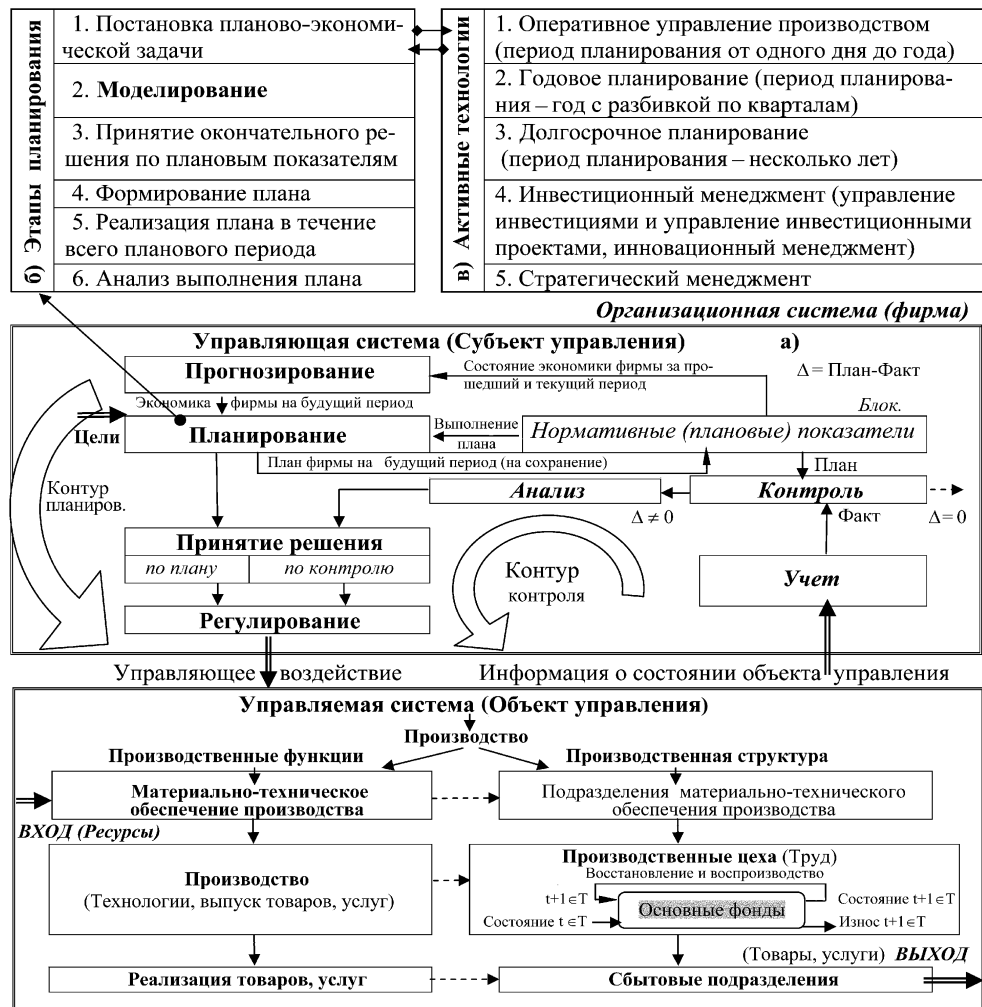 б) Этапы планирования
1. Постановка планово-эконо-
мической задачи
2. Моделирование
3. Принятие окончательного ре-
шения по плановым показателям
4. Формирование плана
5. Реализация плана в течение
всего планового периода
6. Анализ выполнения плана
в) Активные технологии
1. Оперативное управление производством
(период планирования от одного дня до года)
2. Годовое планирование (период планирова-
ния – год с разбивкой по кварталам)
3. Долгосрочное планирование
(период планирования – несколько лет)
4. Инвестиционный менеджмент (управление
инвестициями и управление инвестиционными
проектами, инновационный менеджмент)
5. Стратегический менеджмент
Организационная система (фирма)
Управляющая система (Субъект управления)
а)
Прогнозирование
Состояние экономики фирмы за про-
шедший и текущий период
Δ = План-Факт
Экономика фирмы на будущий период
Блок.
Цели
Планирование
Выполнение
плана
Нормативные (плановые) показатели
План фирмы на будущий период (на сохранение)
План
Контур
планиров.
Анализ
Контроль
Δ ≠ 0
Факт
Δ = 0
Принятие решения
по плану
по контролю
Контур
контроля
Учет
Регулирование
Управляющее воздействие
Информация о состоянии объекта управления
Управляемая система (Объект управления)
Производство
Производственные функции
Производственная структура
Материально-техническое
обеспечение производства
Подразделения материально-технического
обеспечения производства
ВХОД (Ресурсы)
Производство
(Технологии, выпуск товаров, услуг)
Производственные цеха (Труд)
Восстановление и воспроизводство
t+1∈T
Состояние t+1∈T
Основные фонды
Состояние t∈T
Износ t+1∈T
(Товары, услуги) ВЫХОД
Реализация товаров, услуг
Сбытовые подразделения